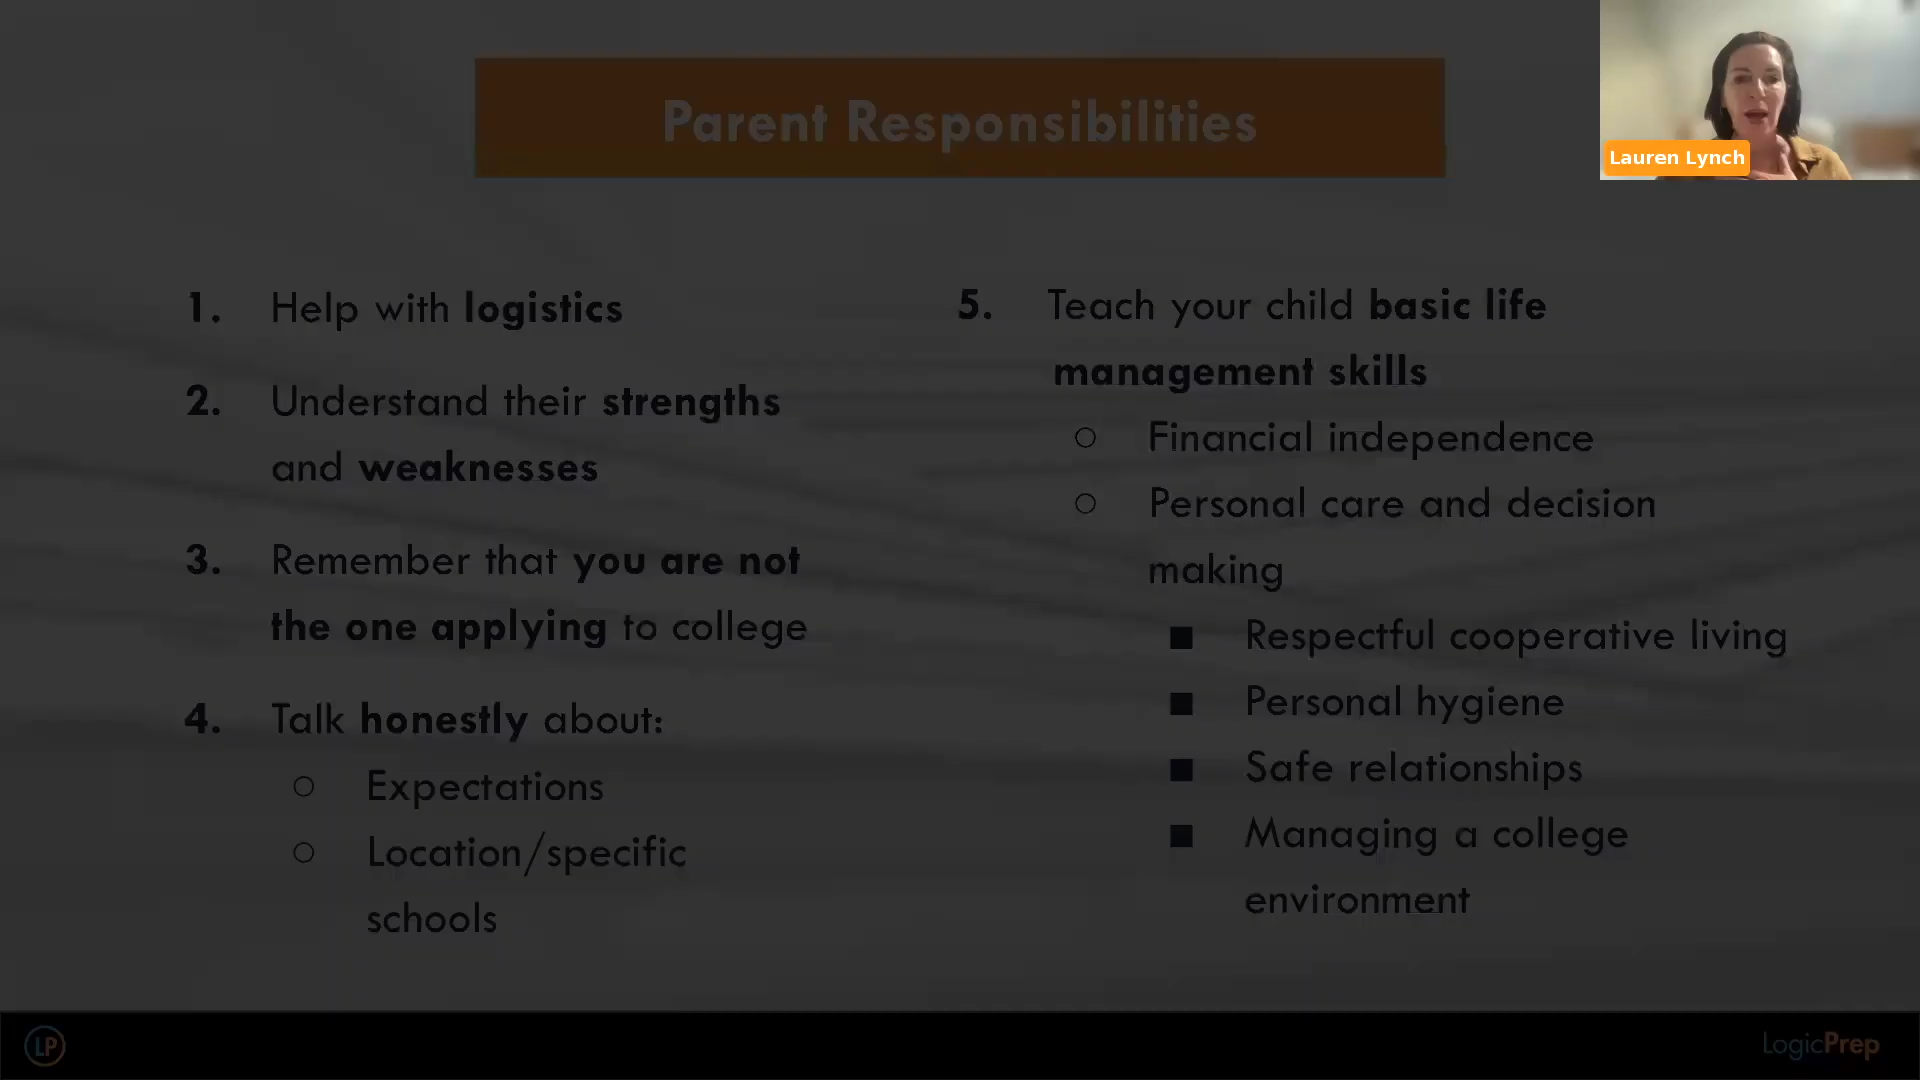 Parent Responsibilities
Lauren Lynch
1. Help with logistics
2. Understand their strengths
and weaknesses
3. Remember that you are not
the one applying to college
4. Talk honestly about:
○ Expectations
○ Location/specific
schools
5. Teach your child basic life
management skills
○ Financial independence
○ Personal care and decision
making
■ Respectful cooperative living
■ Personal hygiene
■ Safe relationships
■ Managing a college
environment
LP
LogicPrep